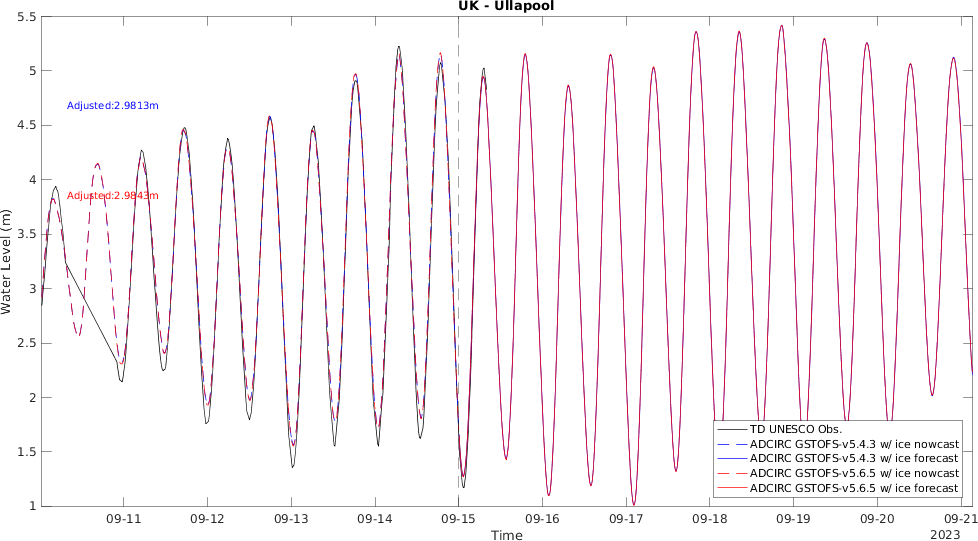 UK - Ullapool
5.5
5
4.5
4
3.5
3
2.5
2
1.5
1
Water Level (m)
Adjusted:2.9813m
Adjusted:2.9843m
TD UNESCO Obs.
ADCIRC GSTOFS-v5.4.3 w/ ice nowcast
ADCIRC GSTOFS-v5.4.3 w/ ice forecast
ADCIRC GSTOFS-v5.6.5 w/ ice nowcast
ADCIRC GSTOFS-v5.6.5 w/ ice forecast
09-11 09-12 09-13 09-14 09-15 09-16 09-17 09-18 09-19 09-20 09-21
Time
2023